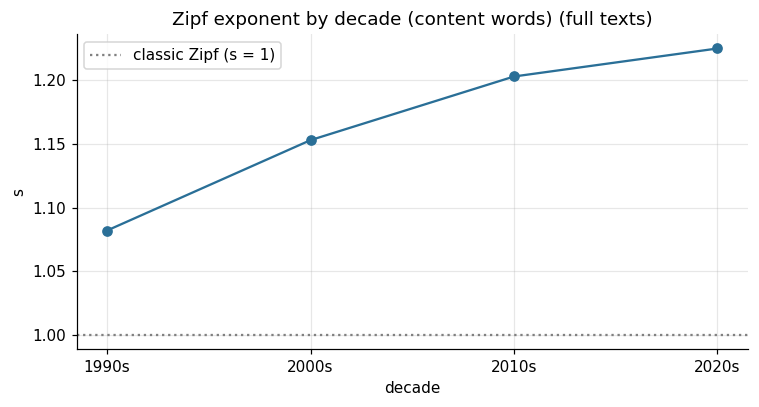 Zipf exponent by decade (content words) (full texts)
classic Zipf (s = 1)
1.20
1.15
1.10
1.05
1.00
s
1990s
2000s
2010s
2020s
decade